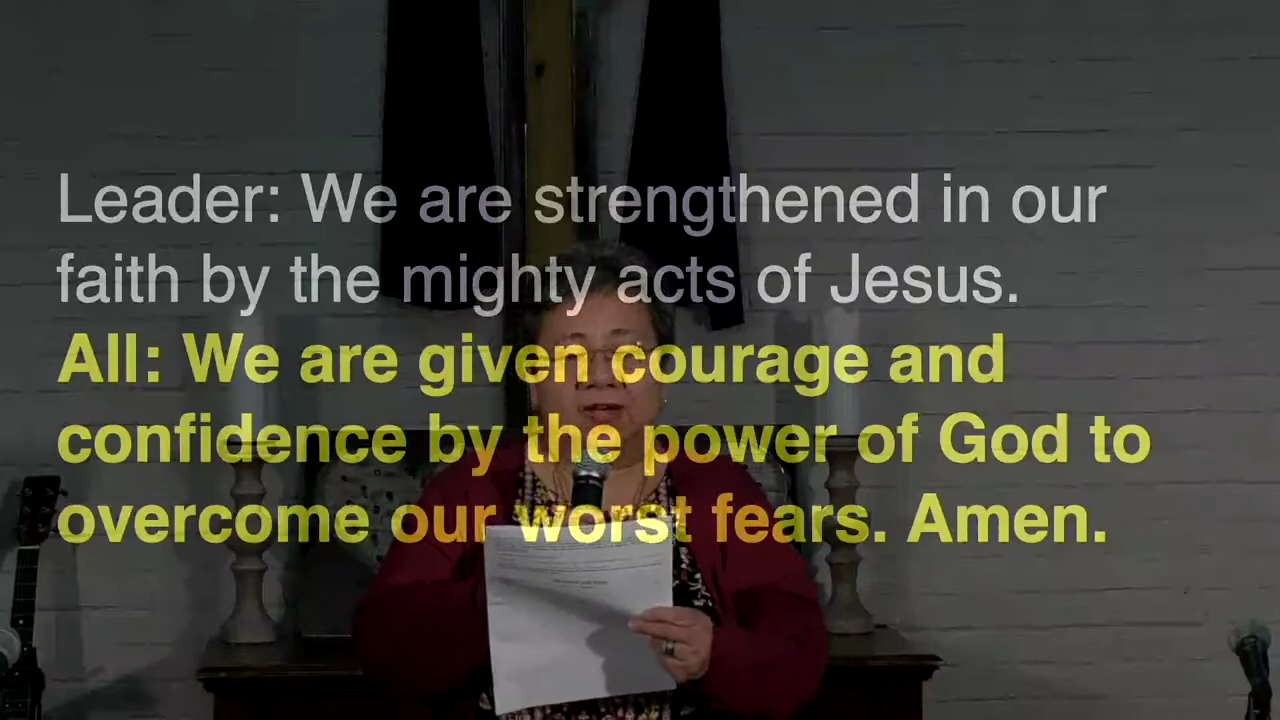 Leader: We are strengthened in our
faith by the mighty acts of Jesus.
All: We are given courage and
confidence by the power of God to
overcome our worst fears. Amen.